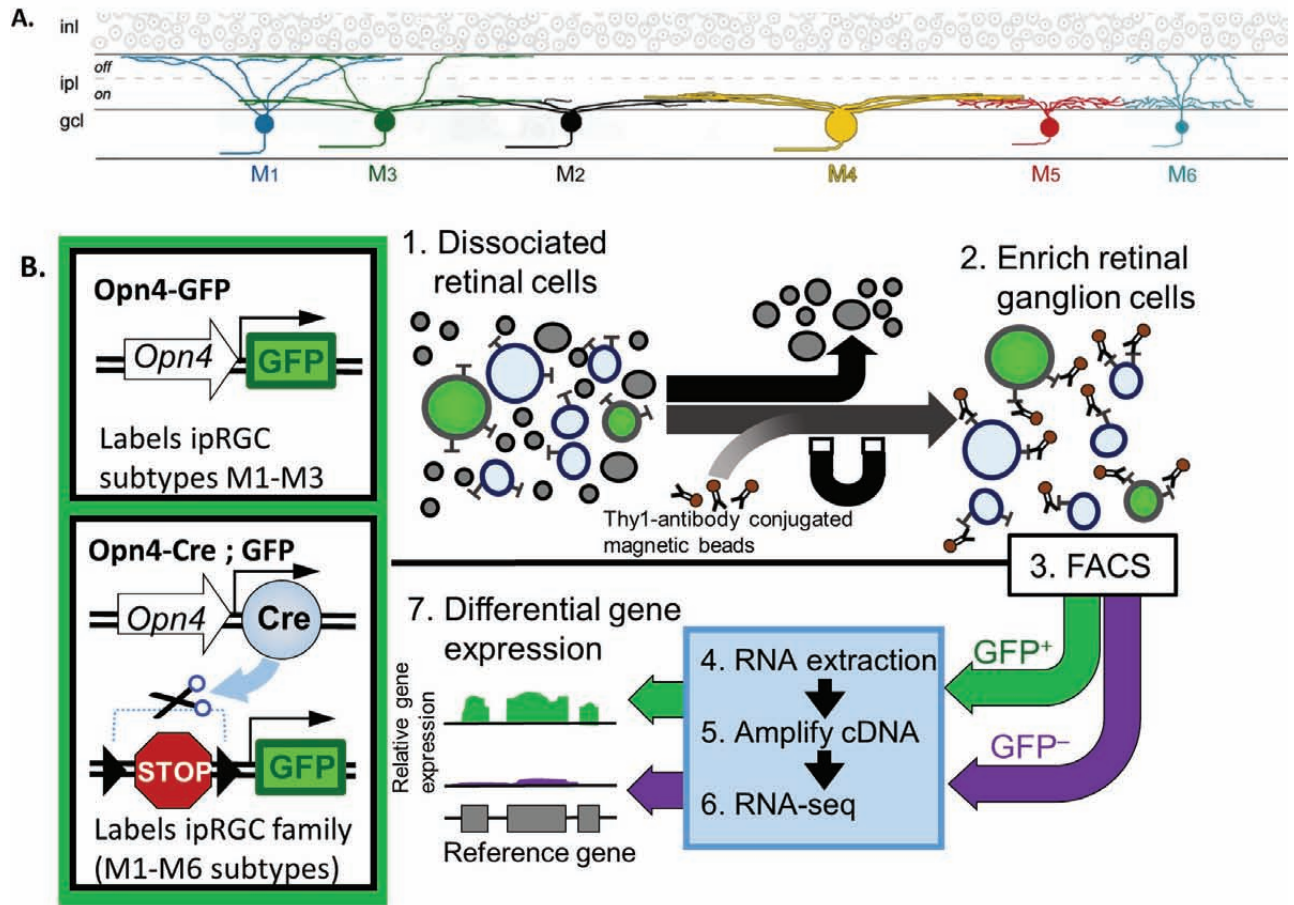 A.
inl
off
ipl
on
gcl
M1
M3
M2
M4
M5
M6
B.
Opn4-GFP
Opn4
GFP
Labels ipRGC
subtypes M1-M3
Opn4-Cre ; GFP
Opn4
Cre
STOP
GFP
Labels ipRGC family
(M1-M6 subtypes)
1. Dissociated
retinal cells
Thy1-antibody conjugated
magnetic beads
2. Enrich retinal
ganglion cells
3. FACS
GFP+
GFP–
4. RNA extraction
5. Amplify cDNA
6. RNA-seq
7. Differential gene
expression
Relative gene
expression
Reference gene